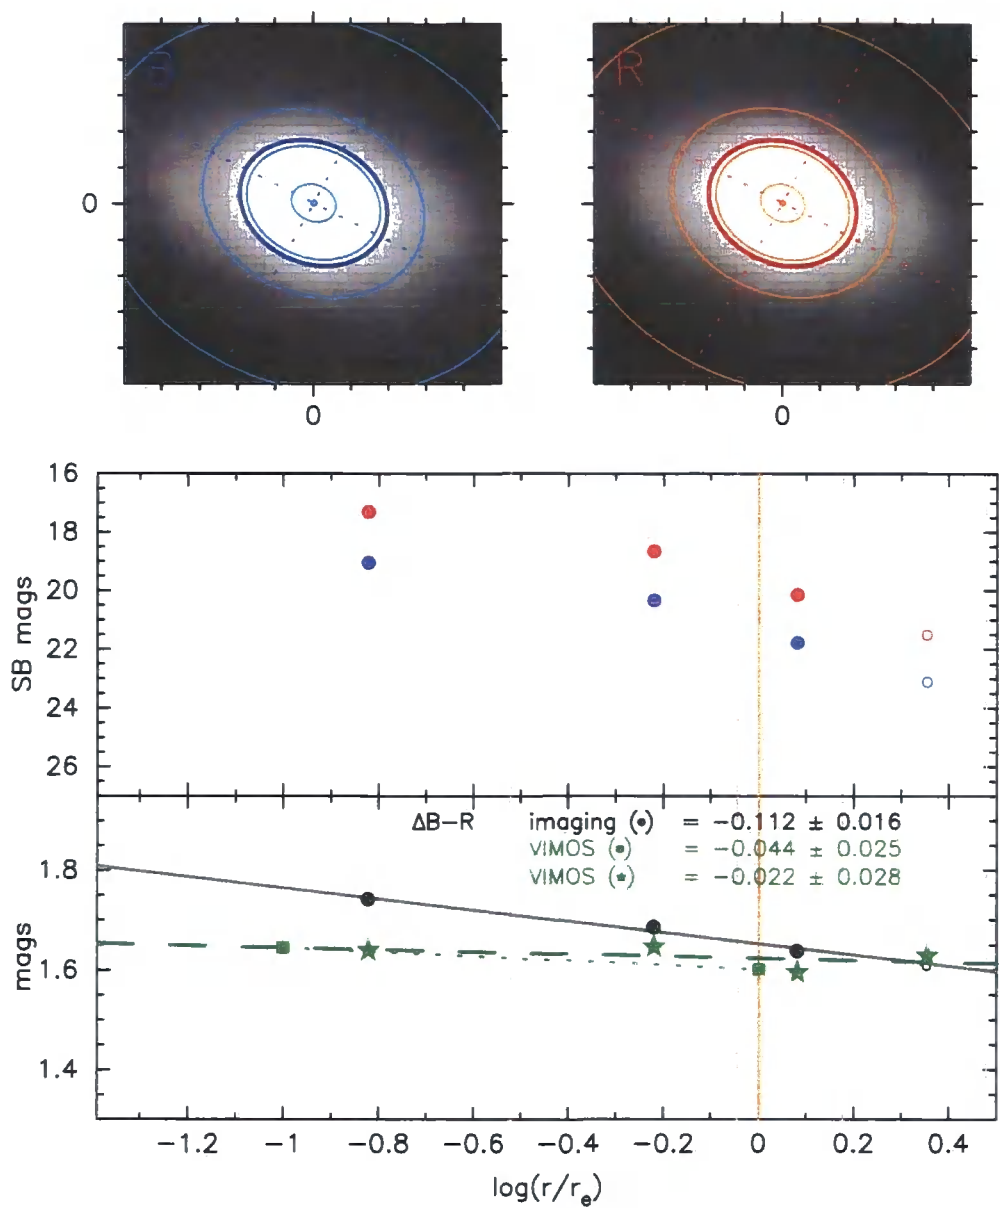 B
R
0
0
0
16
18
20
22
24
26
SB mags
ΔB−R imaging (•) = −0.112 ± 0.016
VIMOS (▪) = −0.044 ± 0.025
VIMOS (★) = −0.022 ± 0.028
1.8
1.6
1.4
mags
−1.2 −1 −0.8 −0.6 −0.4 −0.2 0 0.2 0.4
log(r/rₑ)